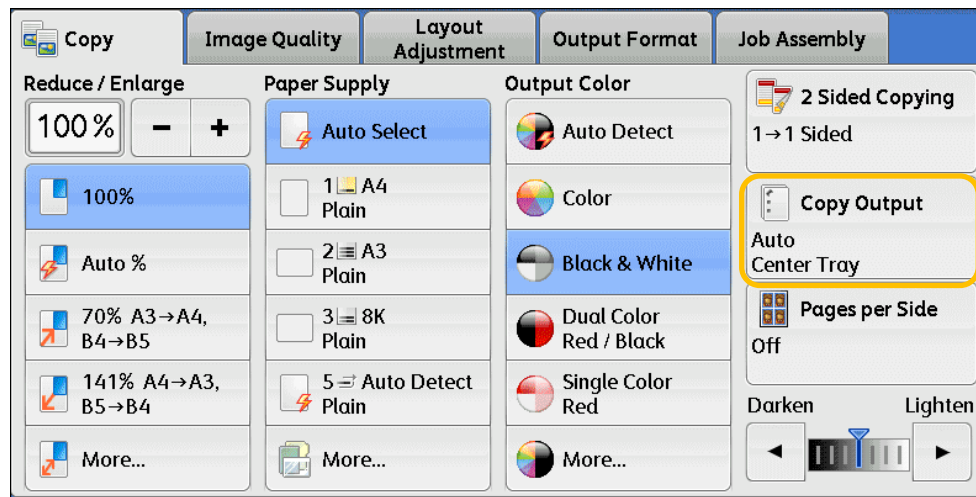 Copy
Image Quality
Layout
Adjustment
Output Format
Job Assembly
Reduce / Enlarge
100%
−
+
100%
Auto %
70% A3→A4,
B4→B5
141% A4→A3,
B5→B4
More...
Paper Supply
Auto Select
1 A4
Plain
2 A3
Plain
3 8K
Plain
5 Auto Detect
Plain
More...
Output Color
Auto Detect
Color
Black & White
Dual Color
Red / Black
Single Color
Red
More...
2 Sided Copying
1→1 Sided
Copy Output
Auto
Center Tray
Pages per Side
Off
Darken Lighten